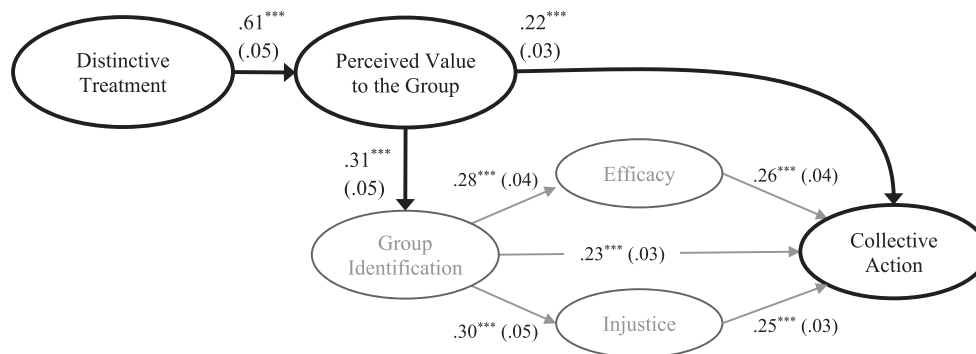 .61***
(.05)
.22***
(.03)
Distinctive
Treatment
Perceived Value
to the Group
.31***
(.05)
.28*** (.04)
Efficacy
.26*** (.04)
Group
Identification
.23*** (.03)
Collective
Action
.30*** (.05)
Injustice
.25*** (.03)